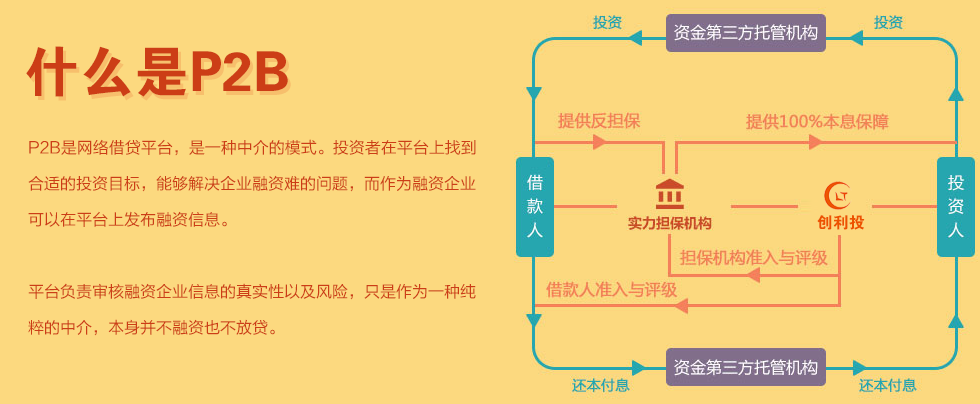 什么是P2B
P2B是网络借贷平台，是一种中介的模式。投资者在平台上找到
合适的投资目标，能够解决企业融资难的问题，而作为融资企业
可以在平台上发布融资信息。
平台负责审核融资企业信息的真实性以及风险，只是作为一种纯
粹的中介，本身并不融资也不放贷。
投资
资金第三方托管机构
投资
提供反担保
提供100%本息保障
借款人
实力担保机构
创利投
投资人
担保机构准入与评级
借款人准入与评级
资金第三方托管机构
还本付息
还本付息